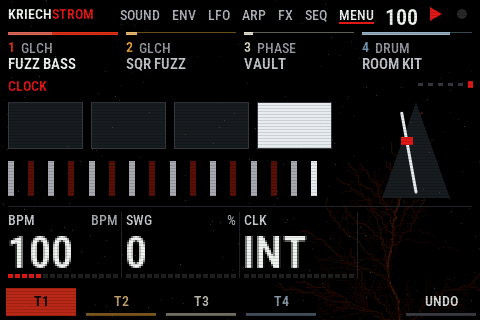 KRIECHSTROM SOUND ENV LFO ARP FX SEQ MENU 100
1 GLCH 2 GLCH 3 PHASE 4 DRUM
FUZZ BASS SQR FUZZ VAULT ROOM KIT
CLOCK
BPM BPM SWG % CLK
100 0 INT
T1 T2 T3 T4 UNDO